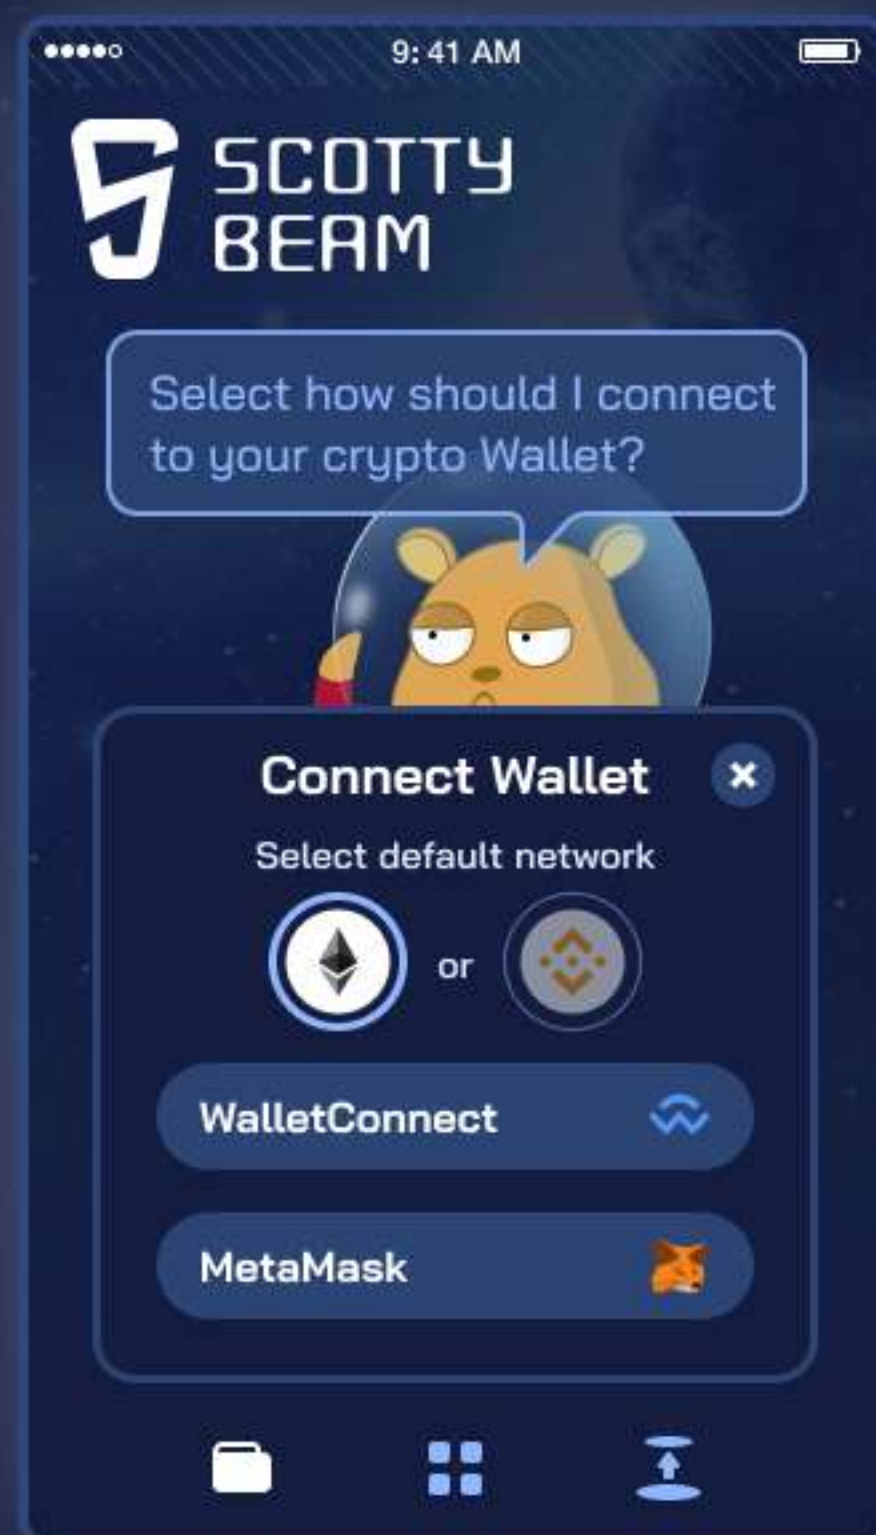 9:41 AM
SCOTTY
BEAM
Select how should I connect
to your crypto Wallet?
Connect Wallet
Select default network
or
WalletConnect
MetaMask